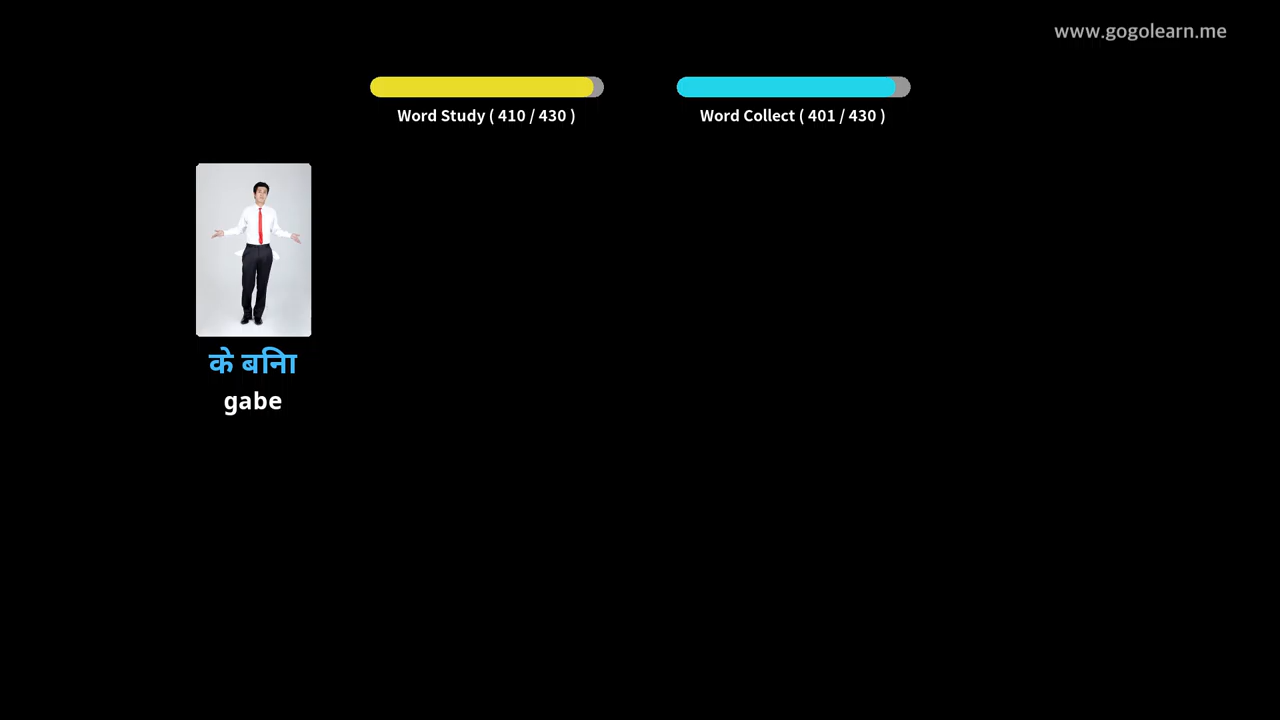 www.gogolearn.me
Word Study ( 410 / 430 )
Word Collect ( 401 / 430 )
के बिना
gabe